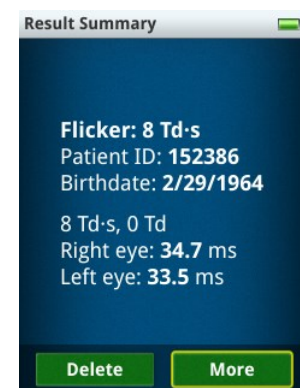 Result Summary
Flicker: 8 Td·s
Patient ID: 152386
Birthdate: 2/29/1964
8 Td·s, 0 Td
Right eye: 34.7 ms
Left eye: 33.5 ms
Delete More